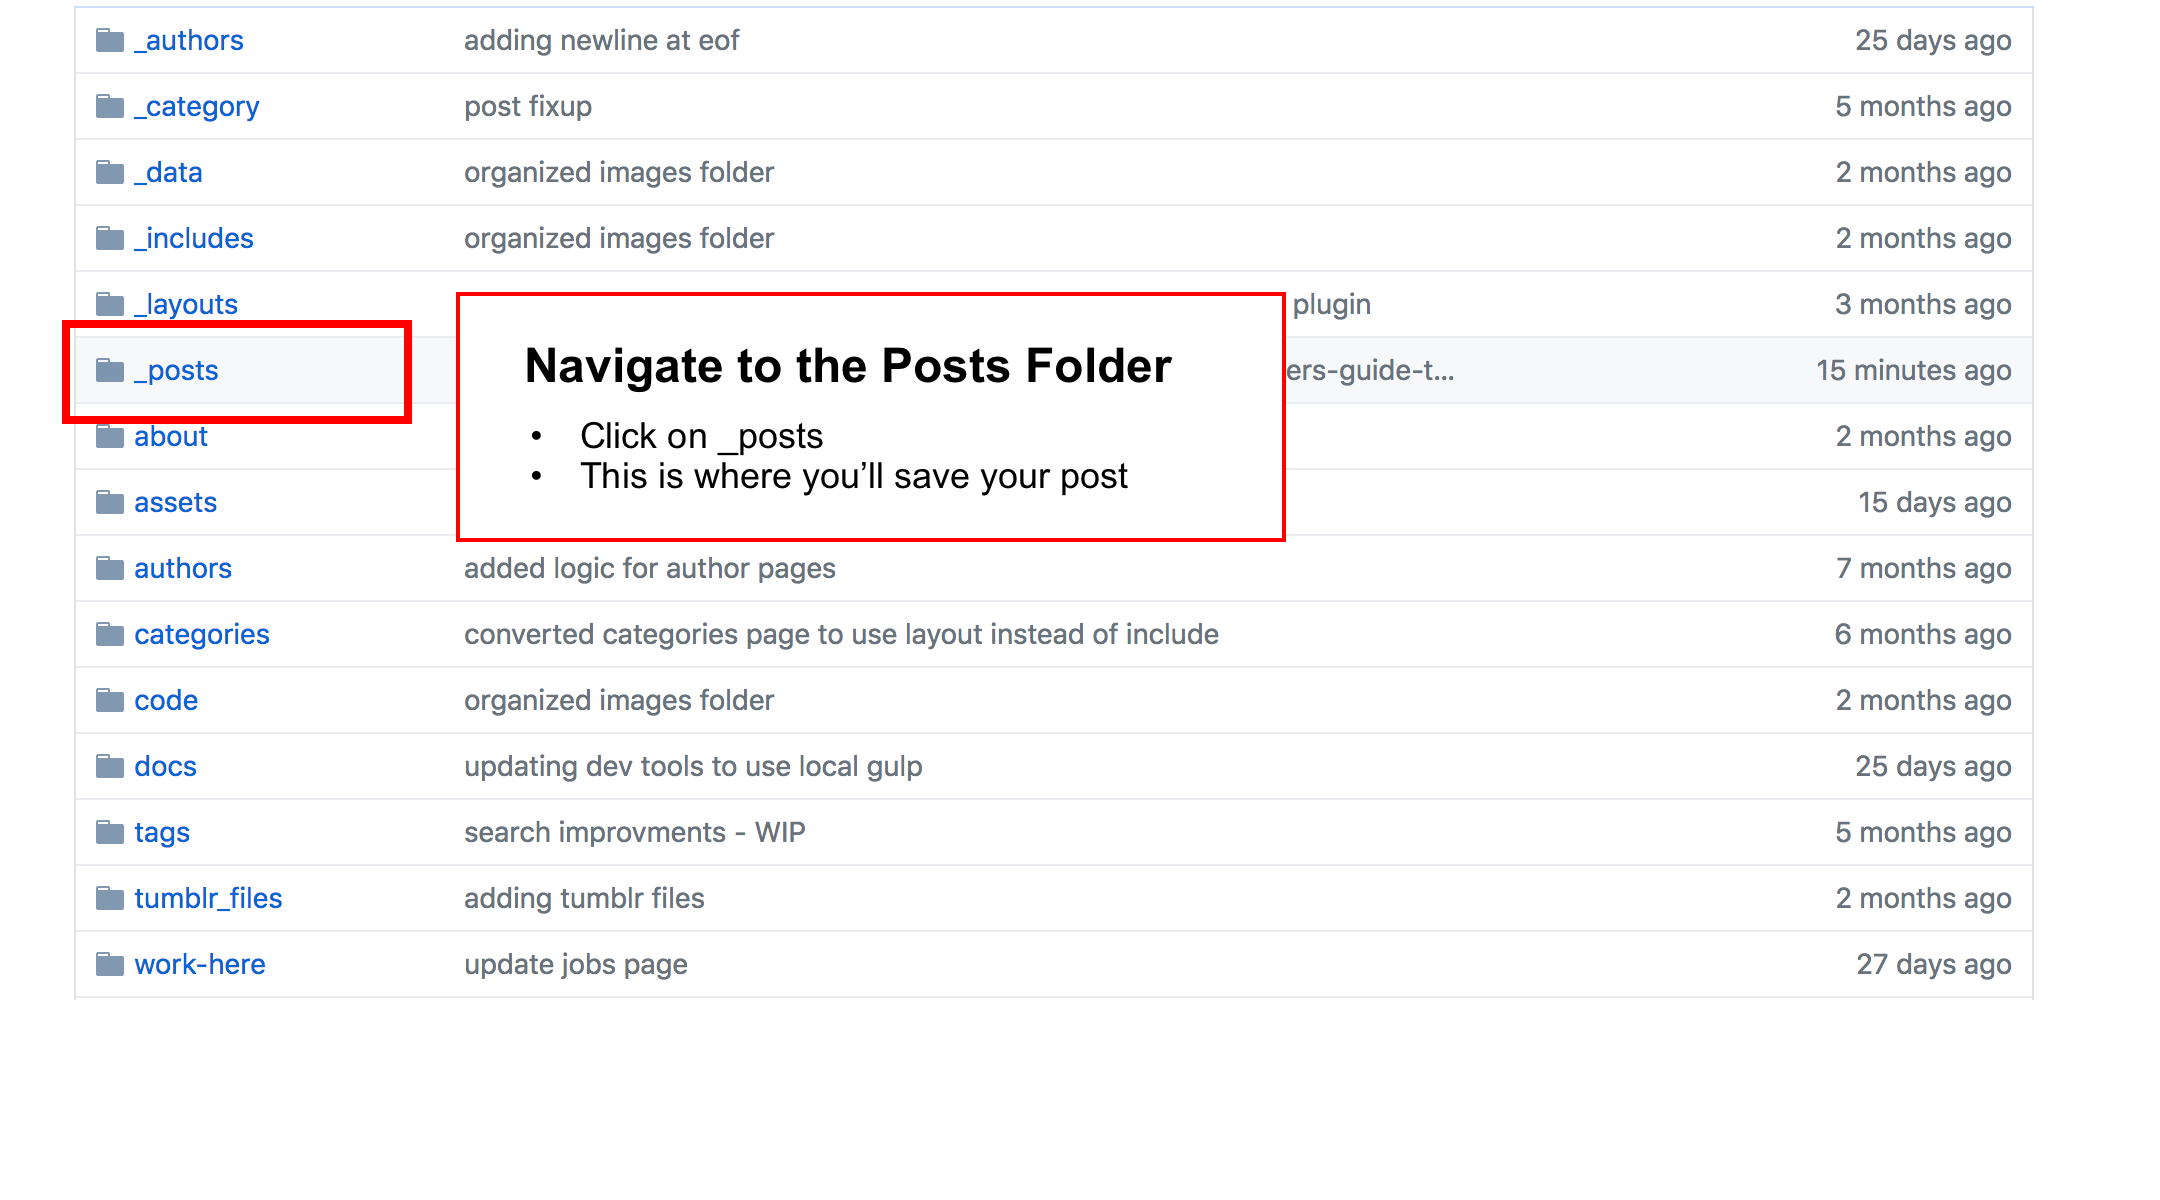 _authors adding newline at eof 25 days ago
_category post fixup 5 months ago
_data organized images folder 2 months ago
_includes organized images folder 2 months ago
_layouts plugin 3 months ago
_posts ers-guide-t... 15 minutes ago
Navigate to the Posts Folder
• Click on _posts
• This is where you’ll save your post
about 2 months ago
assets 15 days ago
authors added logic for author pages 7 months ago
categories converted categories page to use layout instead of include 6 months ago
code organized images folder 2 months ago
docs updating dev tools to use local gulp 25 days ago
tags search improvments - WIP 5 months ago
tumblr_files adding tumblr files 2 months ago
work-here update jobs page 27 days ago